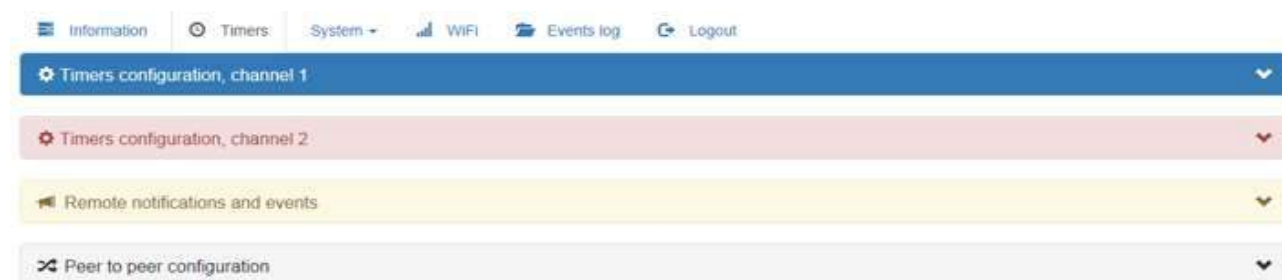 Information Timers System WiFi Events log Logout
Timers configuration, channel 1
Timers configuration, channel 2
Remote notifications and events
Peer to peer configuration